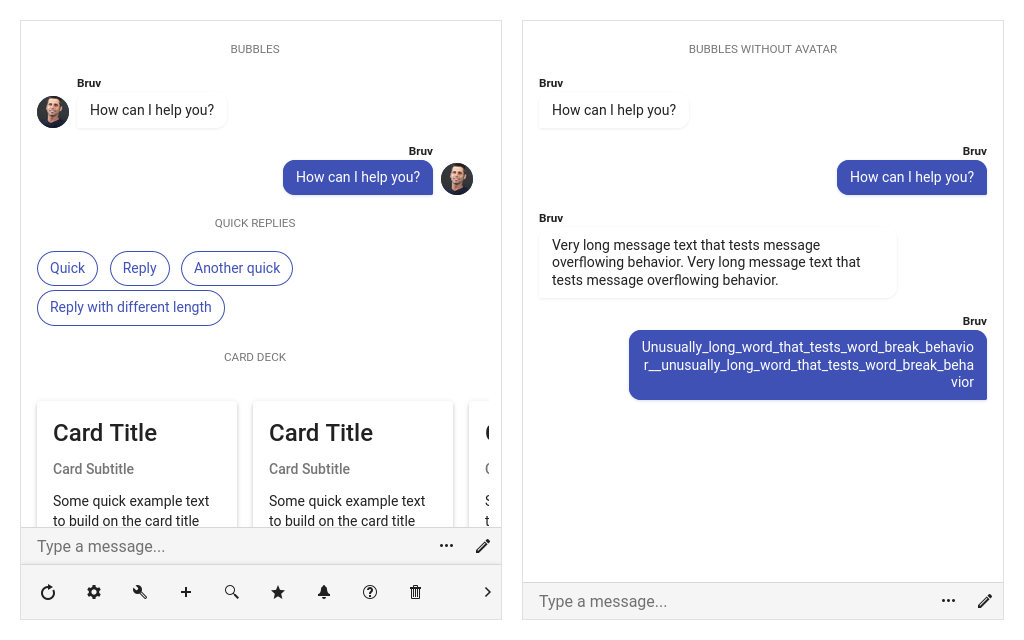 BUBBLES
Bruv
How can I help you?
Bruv
How can I help you?
QUICK REPLIES
Quick
Reply
Another quick
Reply with different length
CARD DECK
Card Title
Card Subtitle
Some quick example text
to build on the card title
Card Title
Card Subtitle
Some quick example text
to build on the card title
Type a message...
BUBBLES WITHOUT AVATAR
Bruv
How can I help you?
Bruv
How can I help you?
Bruv
Very long message text that tests message
overflowing behavior. Very long message text that
tests message overflowing behavior.
Bruv
Unusually_long_word_that_tests_word_break_behavio
r__unusually_long_word_that_tests_word_break_beha
vior
Type a message...